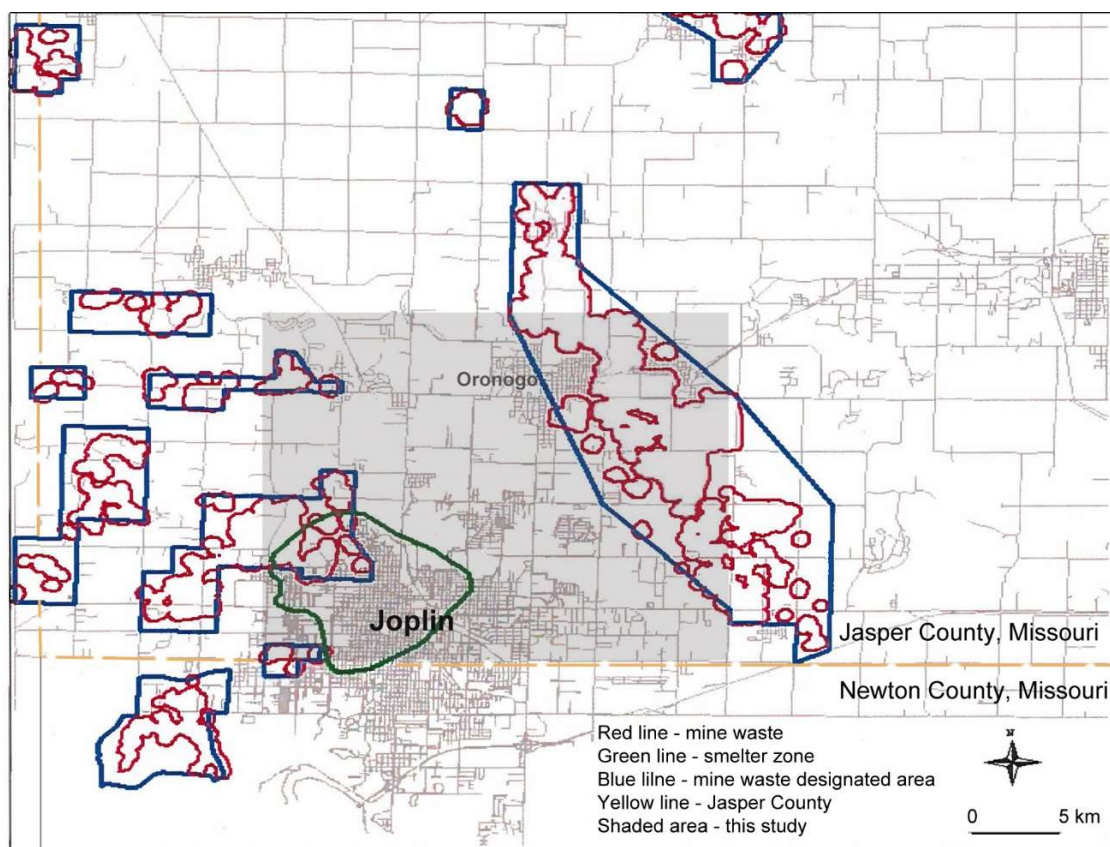 Oronogo
Joplin
Jasper County, Missouri
Newton County, Missouri
Red line - mine waste
Green line - smelter zone
Blue lilne - mine waste designated area
Yellow line - Jasper County
Shaded area - this study
N
0 5 km